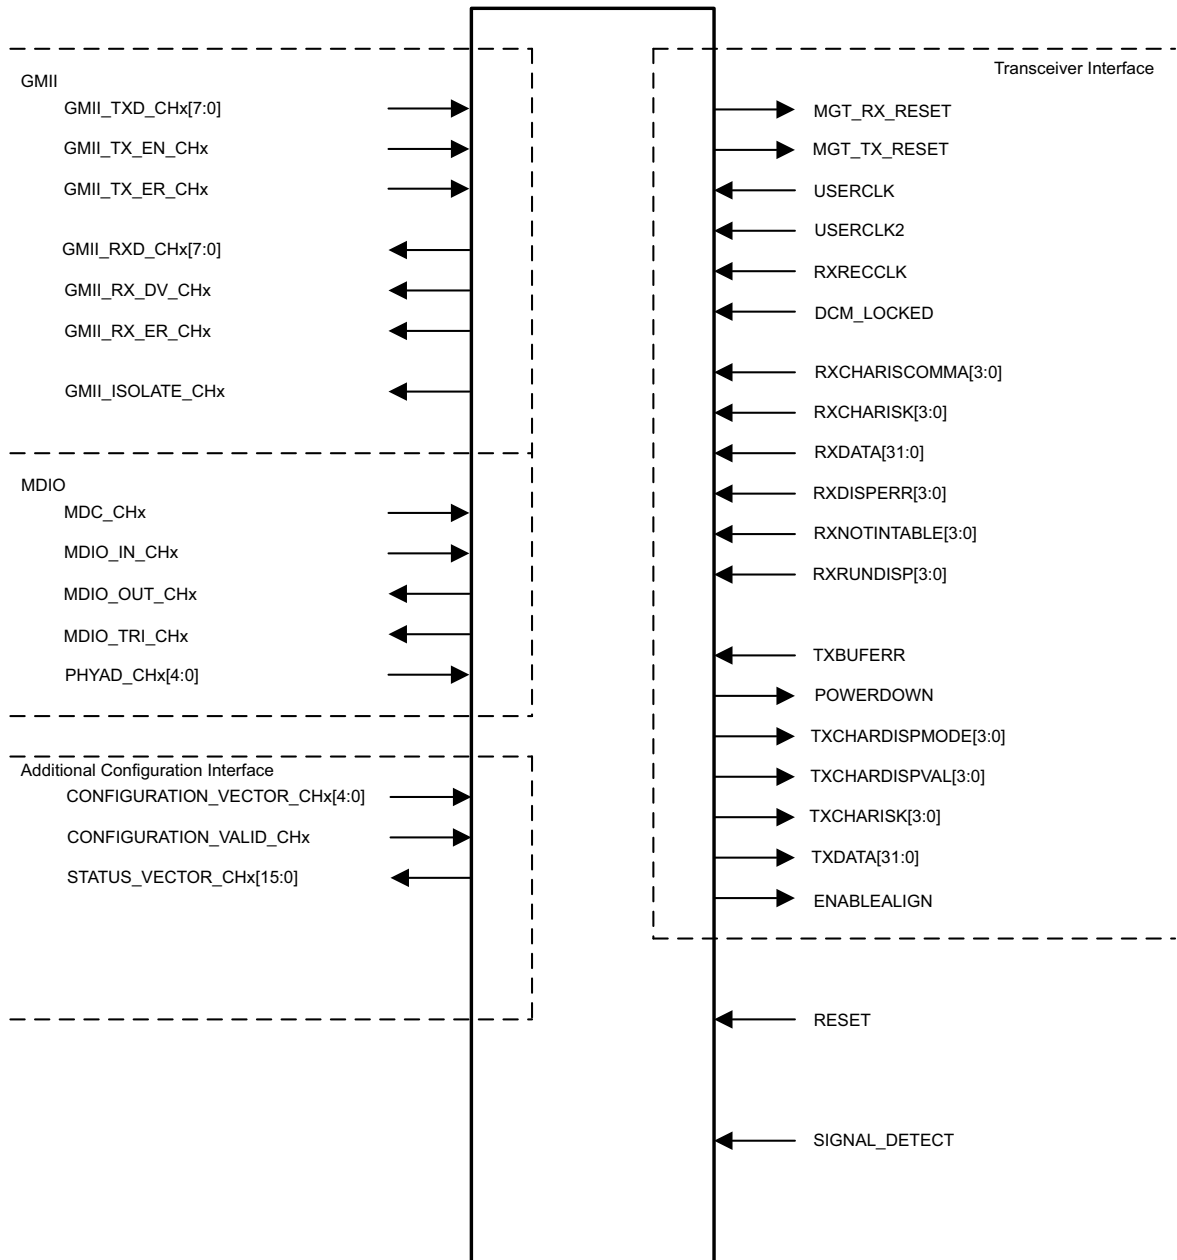 GMII
GMII_TXD_CHx[7:0]
GMII_TX_EN_CHx
GMII_TX_ER_CHx
GMII_RXD_CHx[7:0]
GMII_RX_DV_CHx
GMII_RX_ER_CHx
GMII_ISOLATE_CHx
MDIO
MDC_CHx
MDIO_IN_CHx
MDIO_OUT_CHx
MDIO_TRI_CHx
PHYAD_CHx[4:0]
Additional Configuration Interface
CONFIGURATION_VECTOR_CHx[4:0]
CONFIGURATION_VALID_CHx
STATUS_VECTOR_CHx[15:0]
Transceiver Interface
MGT_RX_RESET
MGT_TX_RESET
USERCLK
USERCLK2
RXRECCLK
DCM_LOCKED
RXCHARISCOMMA[3:0]
RXCHARISK[3:0]
RXDATA[31:0]
RXDISPERR[3:0]
RXNOTINTABLE[3:0]
RXRUNDISP[3:0]
TXBUFERR
POWERDOWN
TXCHARDISPMODE[3:0]
TXCHARDISPVAL[3:0]
TXCHARISK[3:0]
TXDATA[31:0]
ENABLEALIGN
RESET
SIGNAL_DETECT